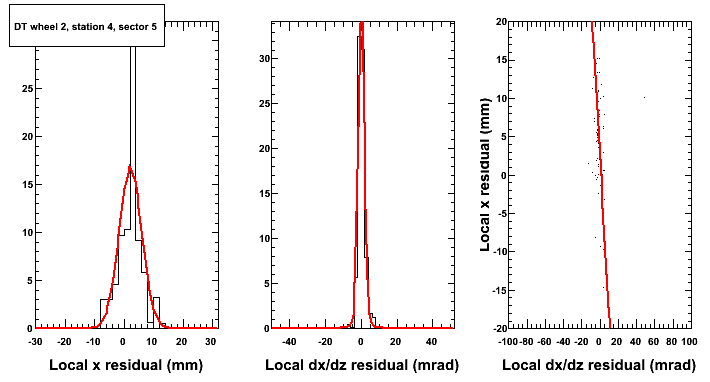 DT wheel 2, station 4, sector 5
25
20
15
10
5
0
-30 -20 -10 0 10 20 30
Local x residual (mm)
30
25
20
15
10
5
0
-40 -20 0 20 40
Local dx/dz residual (mrad)
Local x residual (mm)
20
15
10
5
0
-5
-10
-15
-20
-100 -80 -60 -40 -20 0 20 40 60 80 100
Local dx/dz residual (mrad)